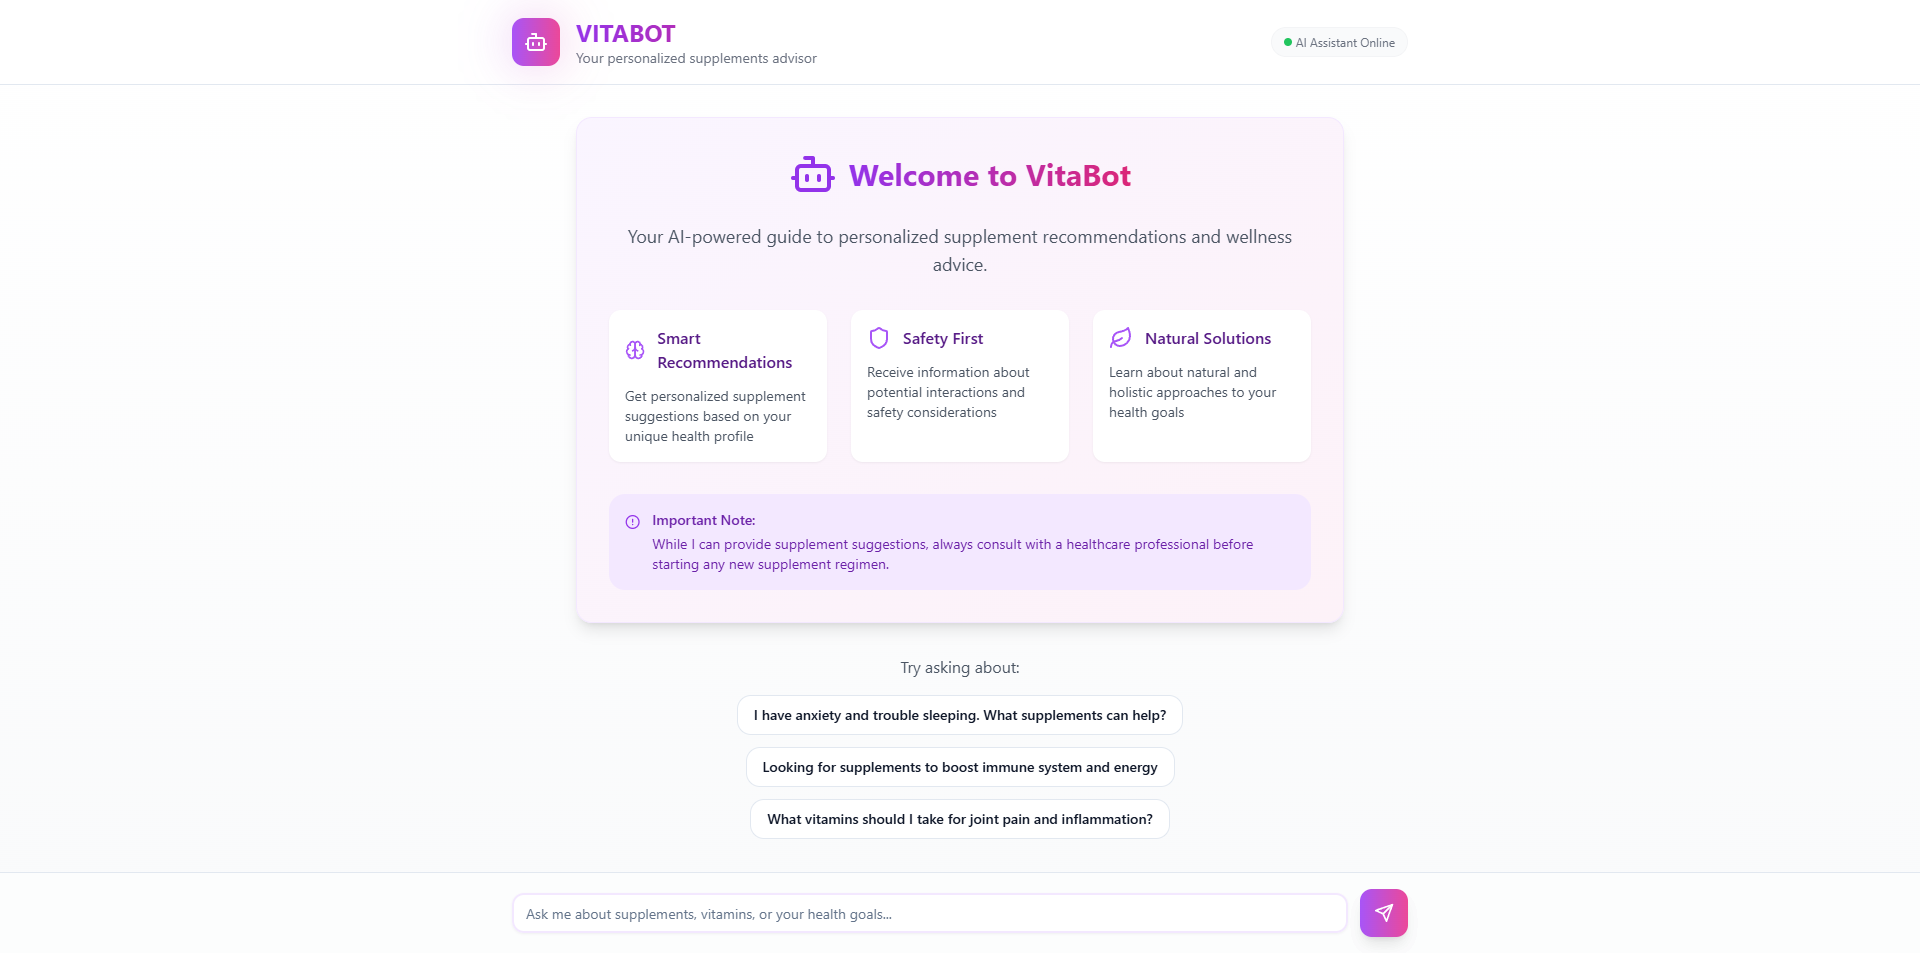 VITABOT
Your personalized supplements advisor
AI Assistant Online
Welcome to VitaBot
Your AI-powered guide to personalized supplement recommendations and wellness
advice.
Smart
Recommendations
Get personalized supplement
suggestions based on your
unique health profile
Safety First
Receive information about
potential interactions and
safety considerations
Natural Solutions
Learn about natural and
holistic approaches to your
health goals
Important Note:
While I can provide supplement suggestions, always consult with a healthcare professional before
starting any new supplement regimen.
Try asking about:
I have anxiety and trouble sleeping. What supplements can help?
Looking for supplements to boost immune system and energy
What vitamins should I take for joint pain and inflammation?
Ask me about supplements, vitamins, or your health goals...